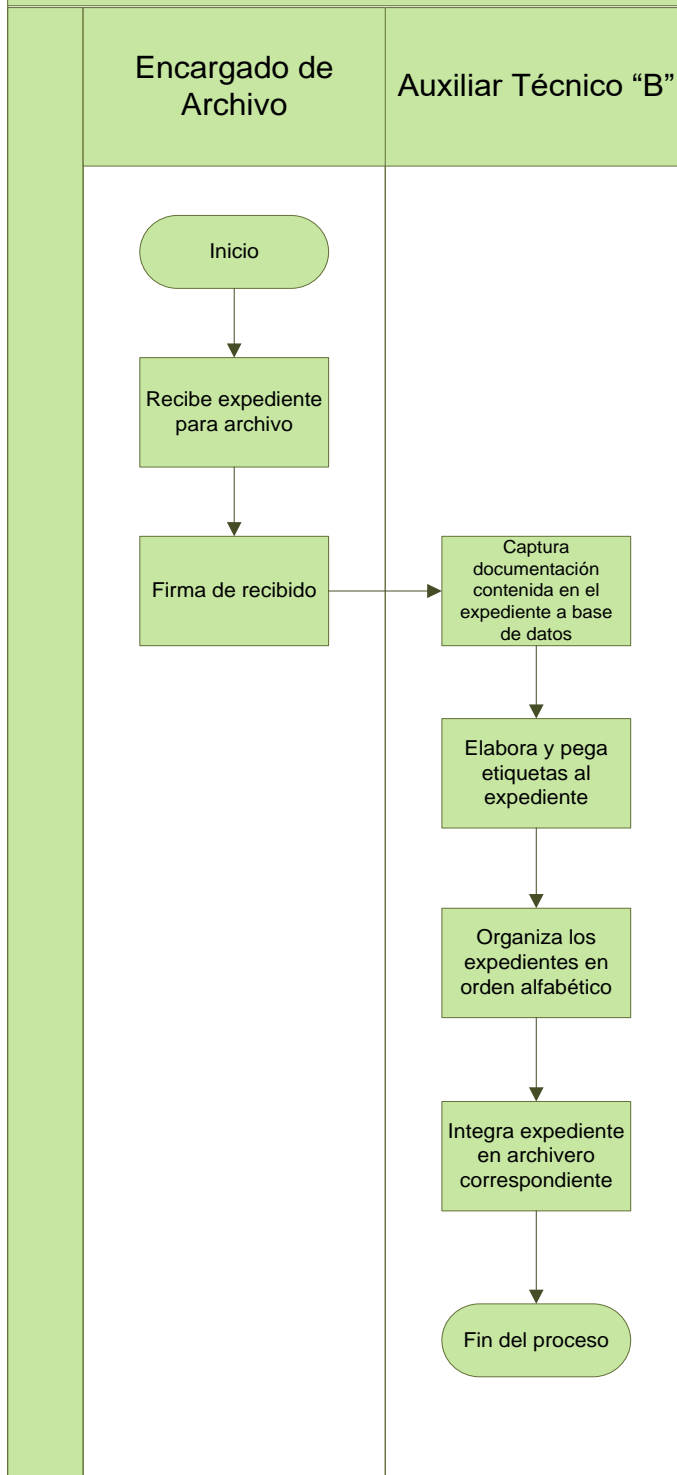 Encargado de
Archivo
Auxiliar Técnico “B”
Inicio
Recibe expediente
para archivo
Firma de recibido
Captura
documentación
contenida en el
expediente a base
de datos
Elabora y pega
etiquetas al
expediente
Organiza los
expedientes en
orden alfabético
Integra expediente
en archivero
correspondiente
Fin del proceso